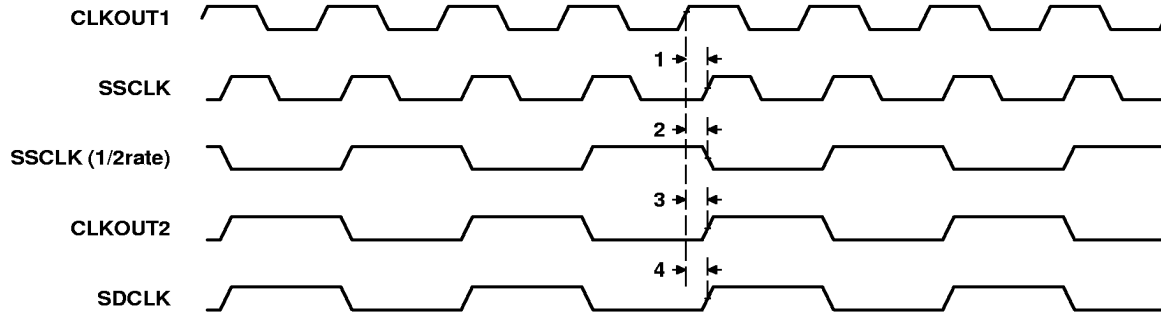 CLKOUT1
1
SSCLK
2
SSCLK (1/2rate)
3
CLKOUT2
4
SDCLK